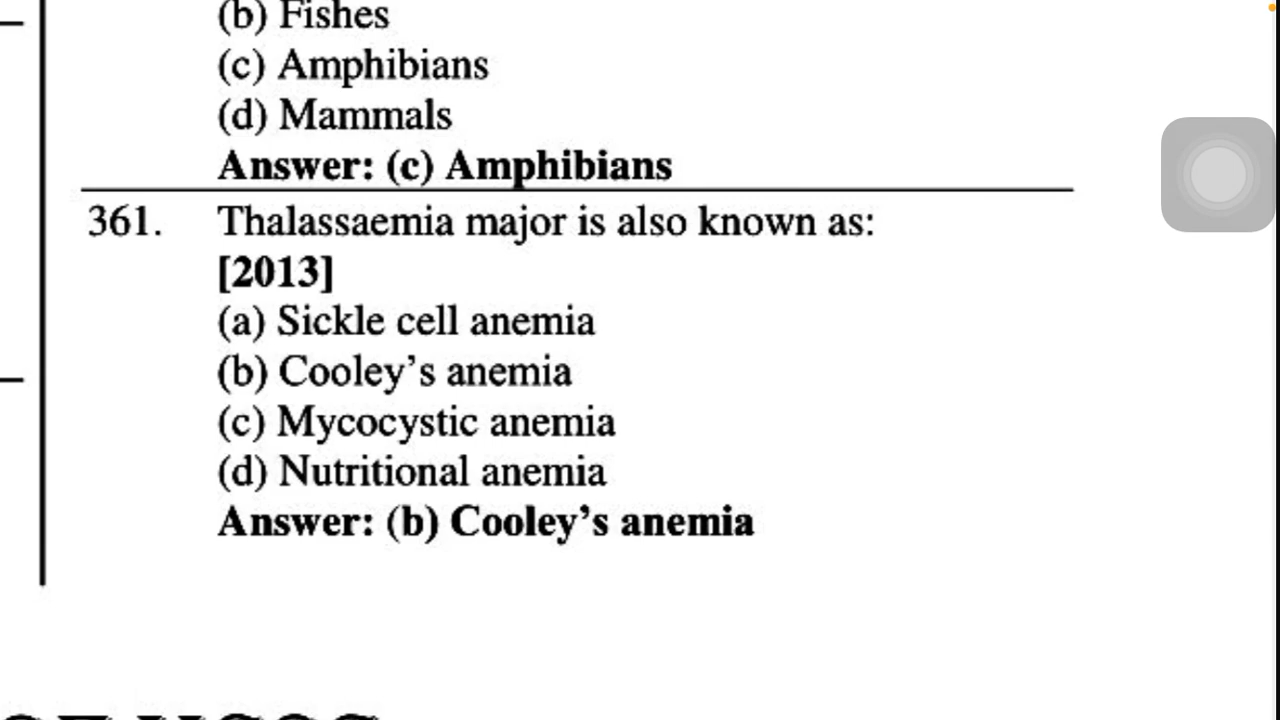 (b) Fishes
(c) Amphibians
(d) Mammals
Answer: (c) Amphibians
361. Thalassaemia major is also known as:
[2013]
(a) Sickle cell anemia
(b) Cooley’s anemia
(c) Mycocystic anemia
(d) Nutritional anemia
Answer: (b) Cooley’s anemia